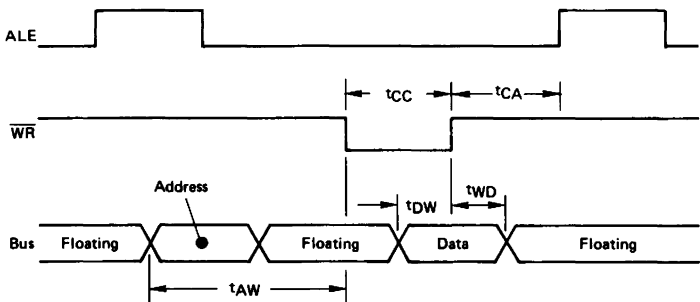 ALE
tCC
tCA
WR
Address
tDW
tWD
Bus
Floating
Floating
Data
Floating
tAW